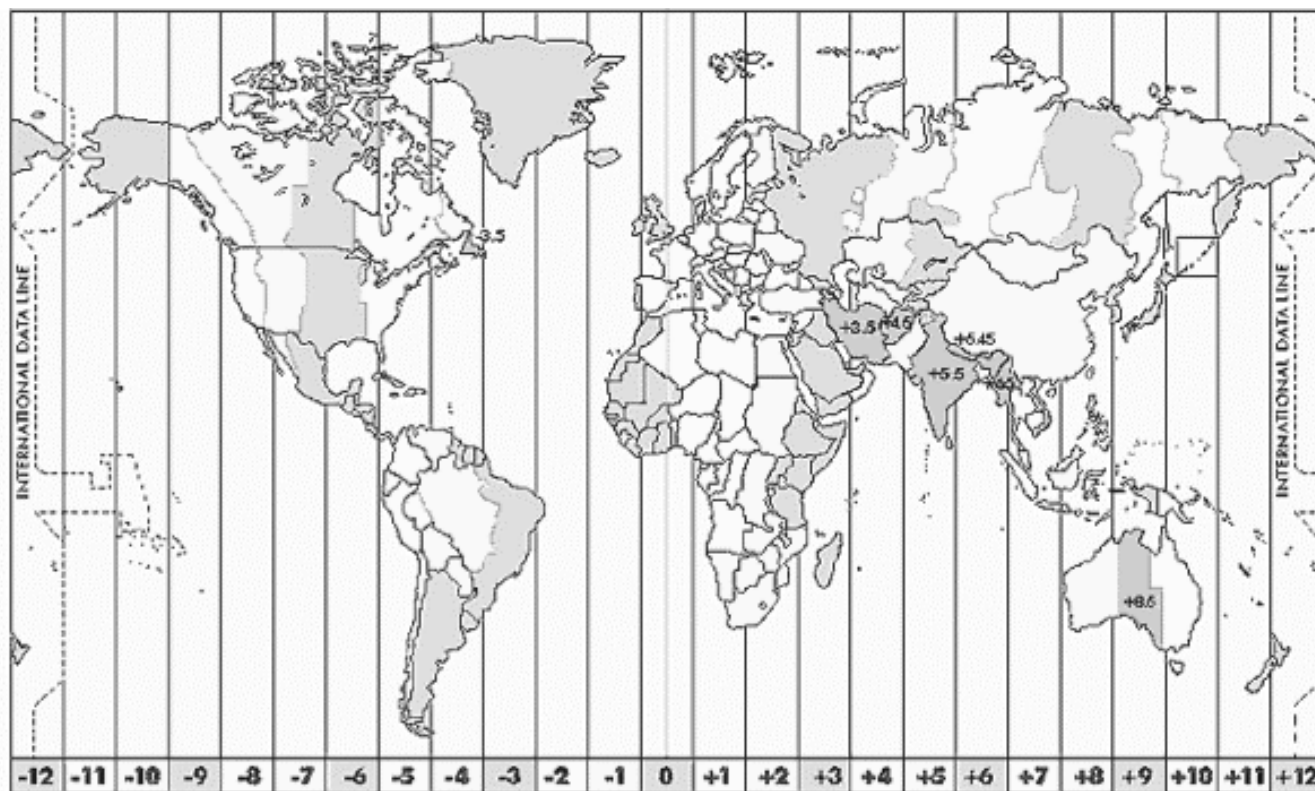 -3.5
+3.5
+4.5
+5.45
+5.5
+8.5
INTERNATIONAL DATA LINE
INTERNATIONAL DATA LINE
-12 -11 -10 -9 -8 -7 -6 -5 -4 -3 -2 -1 0 +1 +2 +3 +4 +5 +6 +7 +8 +9 +10 +11 +12